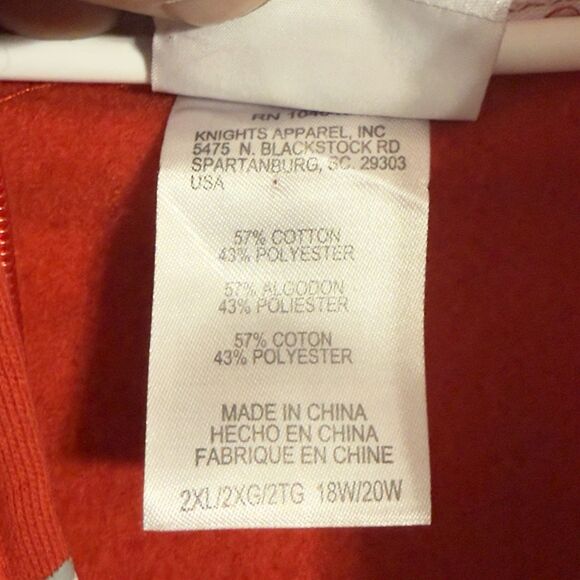 KNIGHTS APPAREL, INC
5475 N. BLACKSTOCK RD
SPARTANBURG, SC. 29303
USA
57% COTTON
43% POLYESTER
57% ALGODON
43% POLIESTER
57% COTON
43% POLYESTER
MADE IN CHINA
HECHO EN CHINA
FABRIQUE EN CHINE
2XL/2XG/2TG 18W/20W